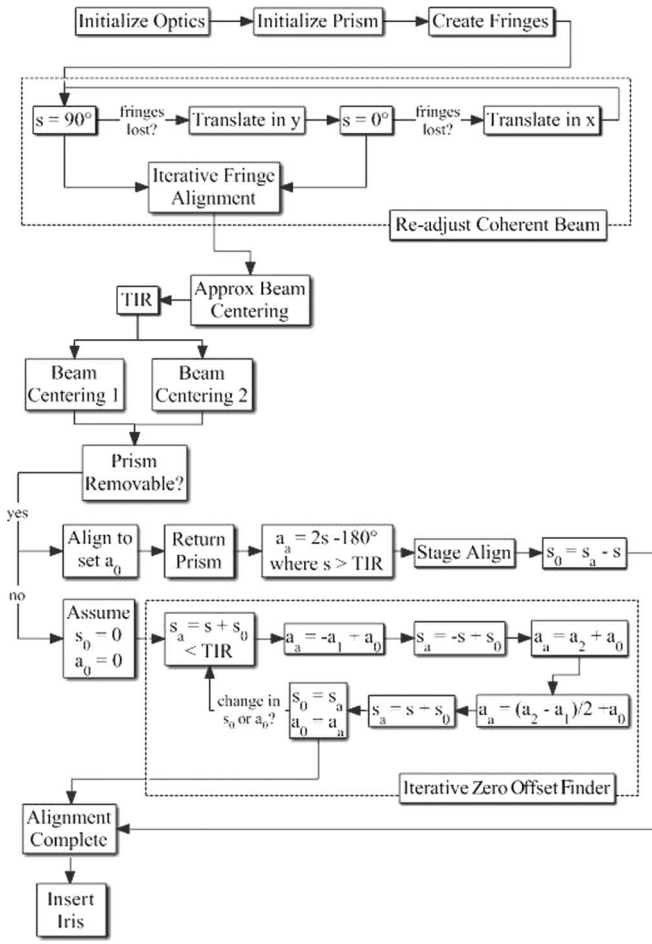 Initialize Optics
Initialize Prism
Create Fringes
s = 90°
fringes
lost?
Translate in y
s = 0°
fringes
lost?
Translate in x
Iterative Fringe
Alignment
Re-adjust Coherent Beam
TIR
Approx Beam
Centering
Beam
Centering 1
Beam
Centering 2
Prism
Removable?
yes
Align to
set a₀
Return
Prism
aₐ = 2s -180°
where s > TIR
Stage Align
s₀ = sₐ - s
no
Assume
s₀ = 0
a₀ = 0
sₐ = s + s₀
< TIR
aₐ = -a₁ + a₀
sₐ = -s + s₀
aₐ = a₂ + a₀
change in
s₀ or a₀?
s₀ = sₐ
a₀ = aₐ
sₐ = s + s₀
aₐ = (a₂ - a₁)/2 +a₀
Iterative Zero Offset Finder
Alignment
Complete
Insert
Iris